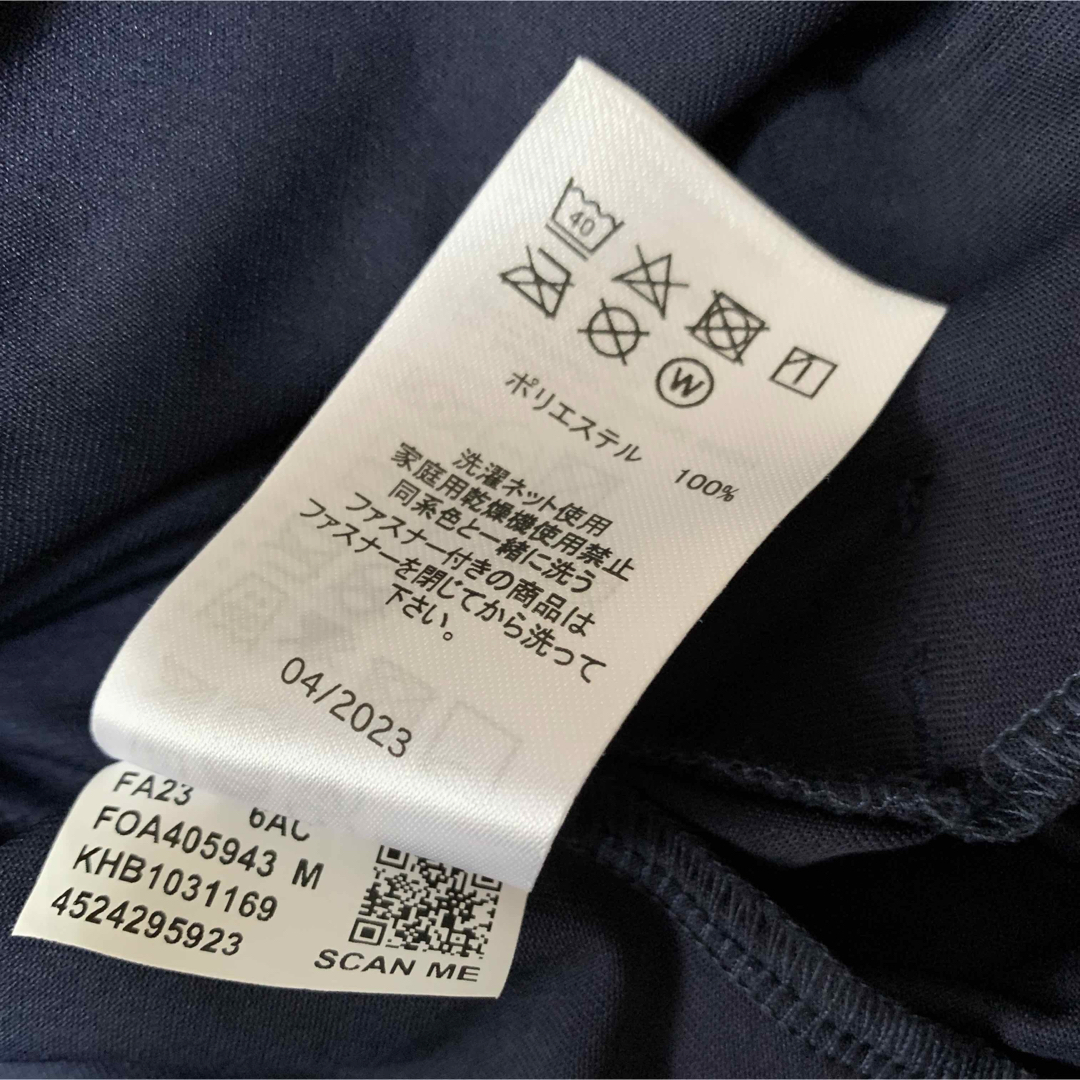 40
W
ポリエステル 100%
洗濯ネット使用
家庭用乾燥機使用禁止
同系色と一緒に洗う
ファスナー付きの商品は
ファスナーを閉じてから洗って
下さい。
04/2023
FA23 6AC
FOA405943 M
KHB1031169
4524295923
SCAN ME